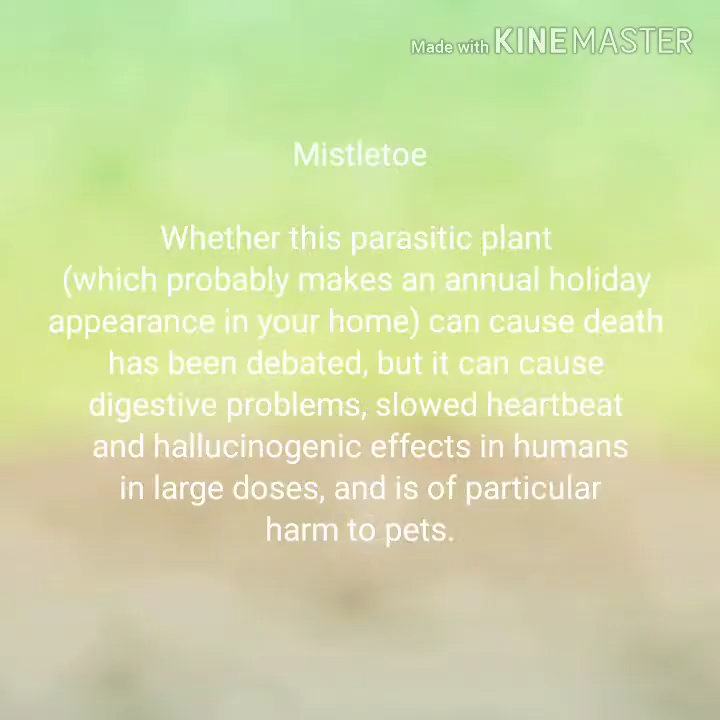 Made with KINEMASTER
Mistletoe
Whether this parasitic plant
(which probably makes an annual holiday
appearance in your home) can cause death
has been debated, but it can cause
digestive problems, slowed heartbeat
and hallucinogenic effects in humans
in large doses, and is of particular
harm to pets.